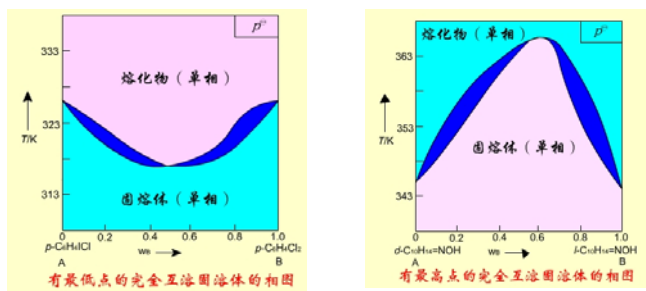 p⊖
333
熔化物（单相）
T/K
323
固熔体（单相）
313
0 0.2 0.4 0.6 0.8 1.0
p-C6H4ICl wB p-C6H4Cl2
A B
有最低点的完全互溶固溶体的相图
熔化物（单相） p⊖
363
T/K
353
固熔体（单相）
343
0 0.2 0.4 0.6 0.8 1.0
d-C10H14=NOH wB l-C10H14=NOH
A B
有最高点的完全互溶固溶体的相图